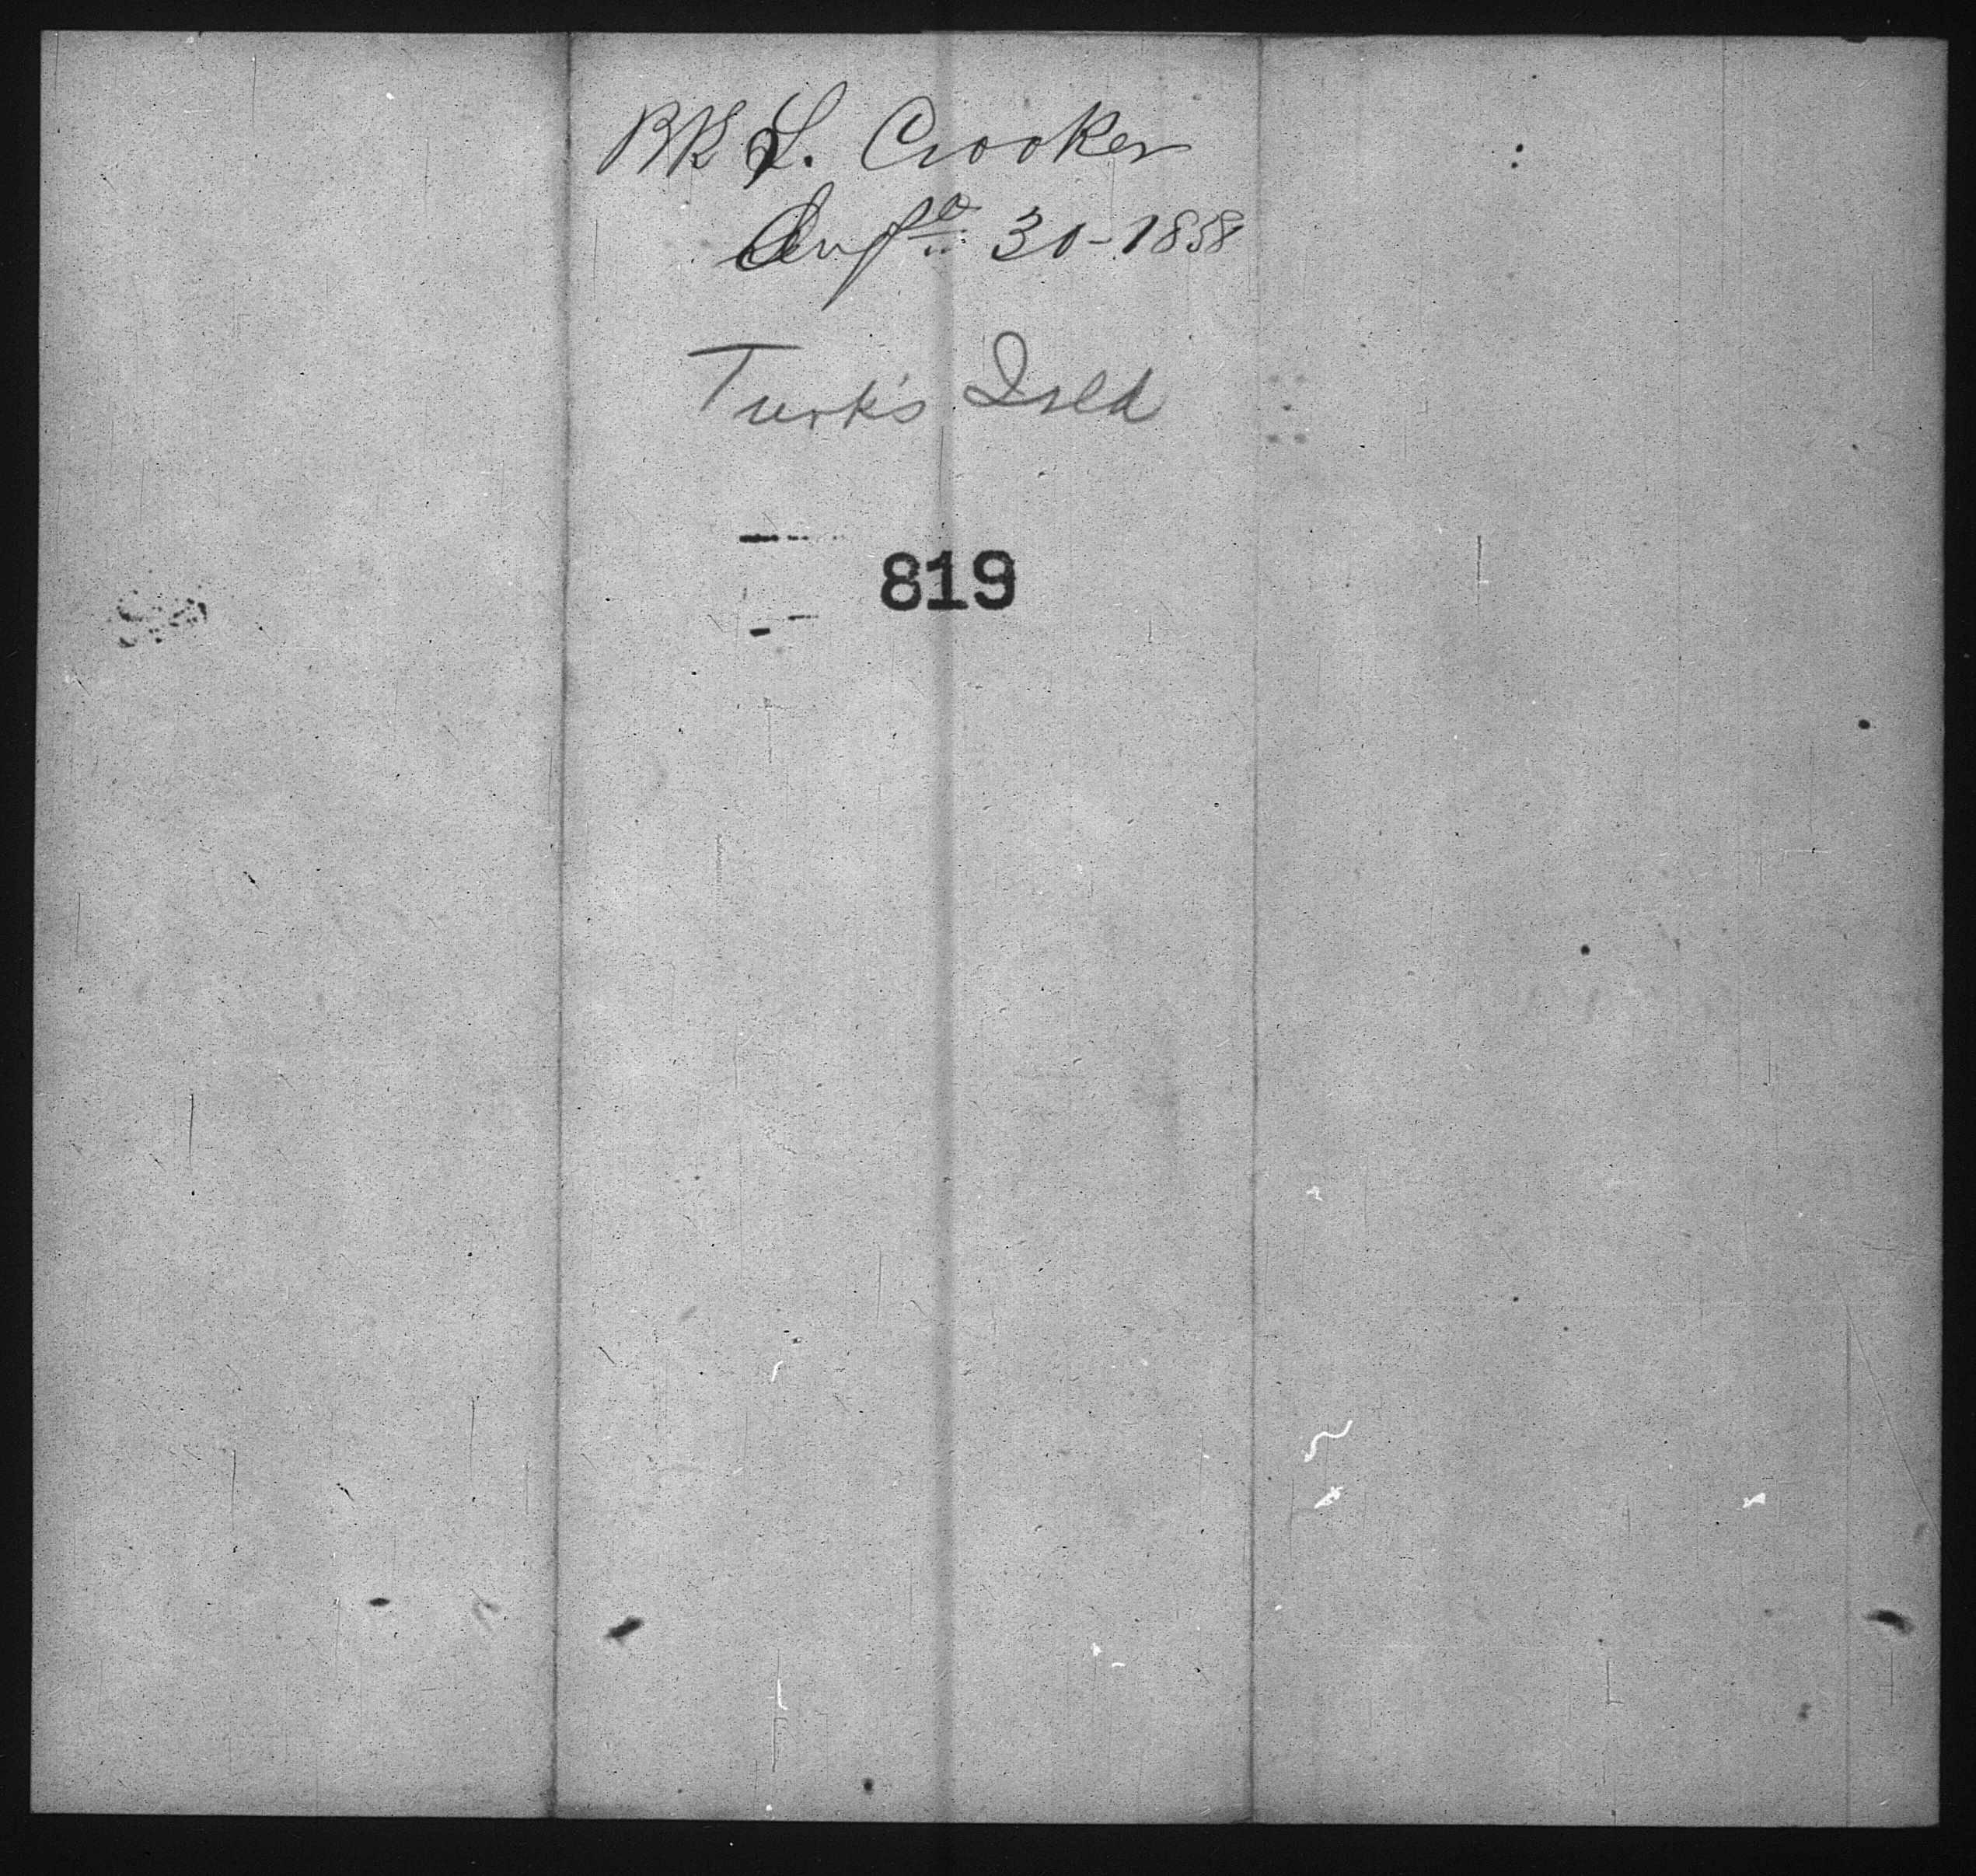 BK L. Crooker
Augt 30-1858
Turk's Isld
819